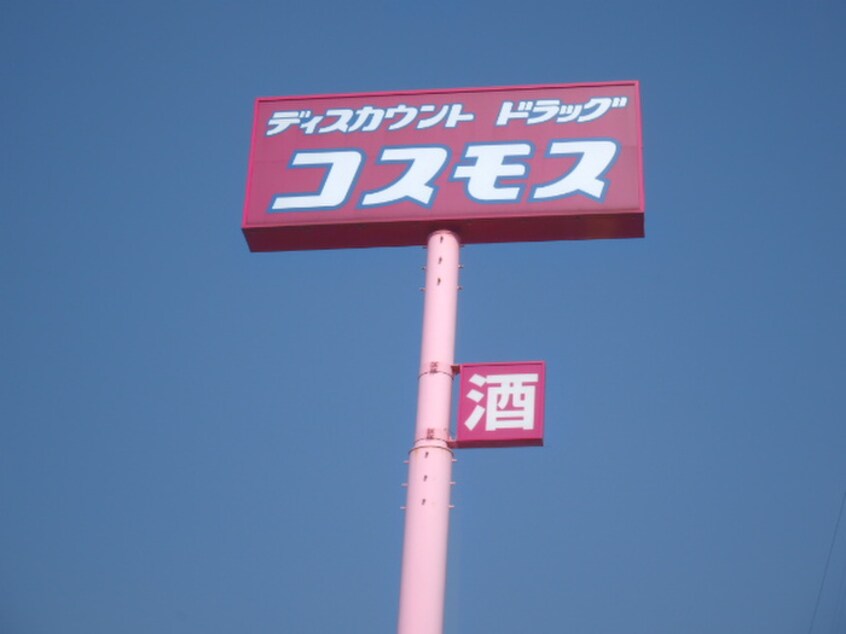 ディスカウント ドラッグ
コスモス
酒